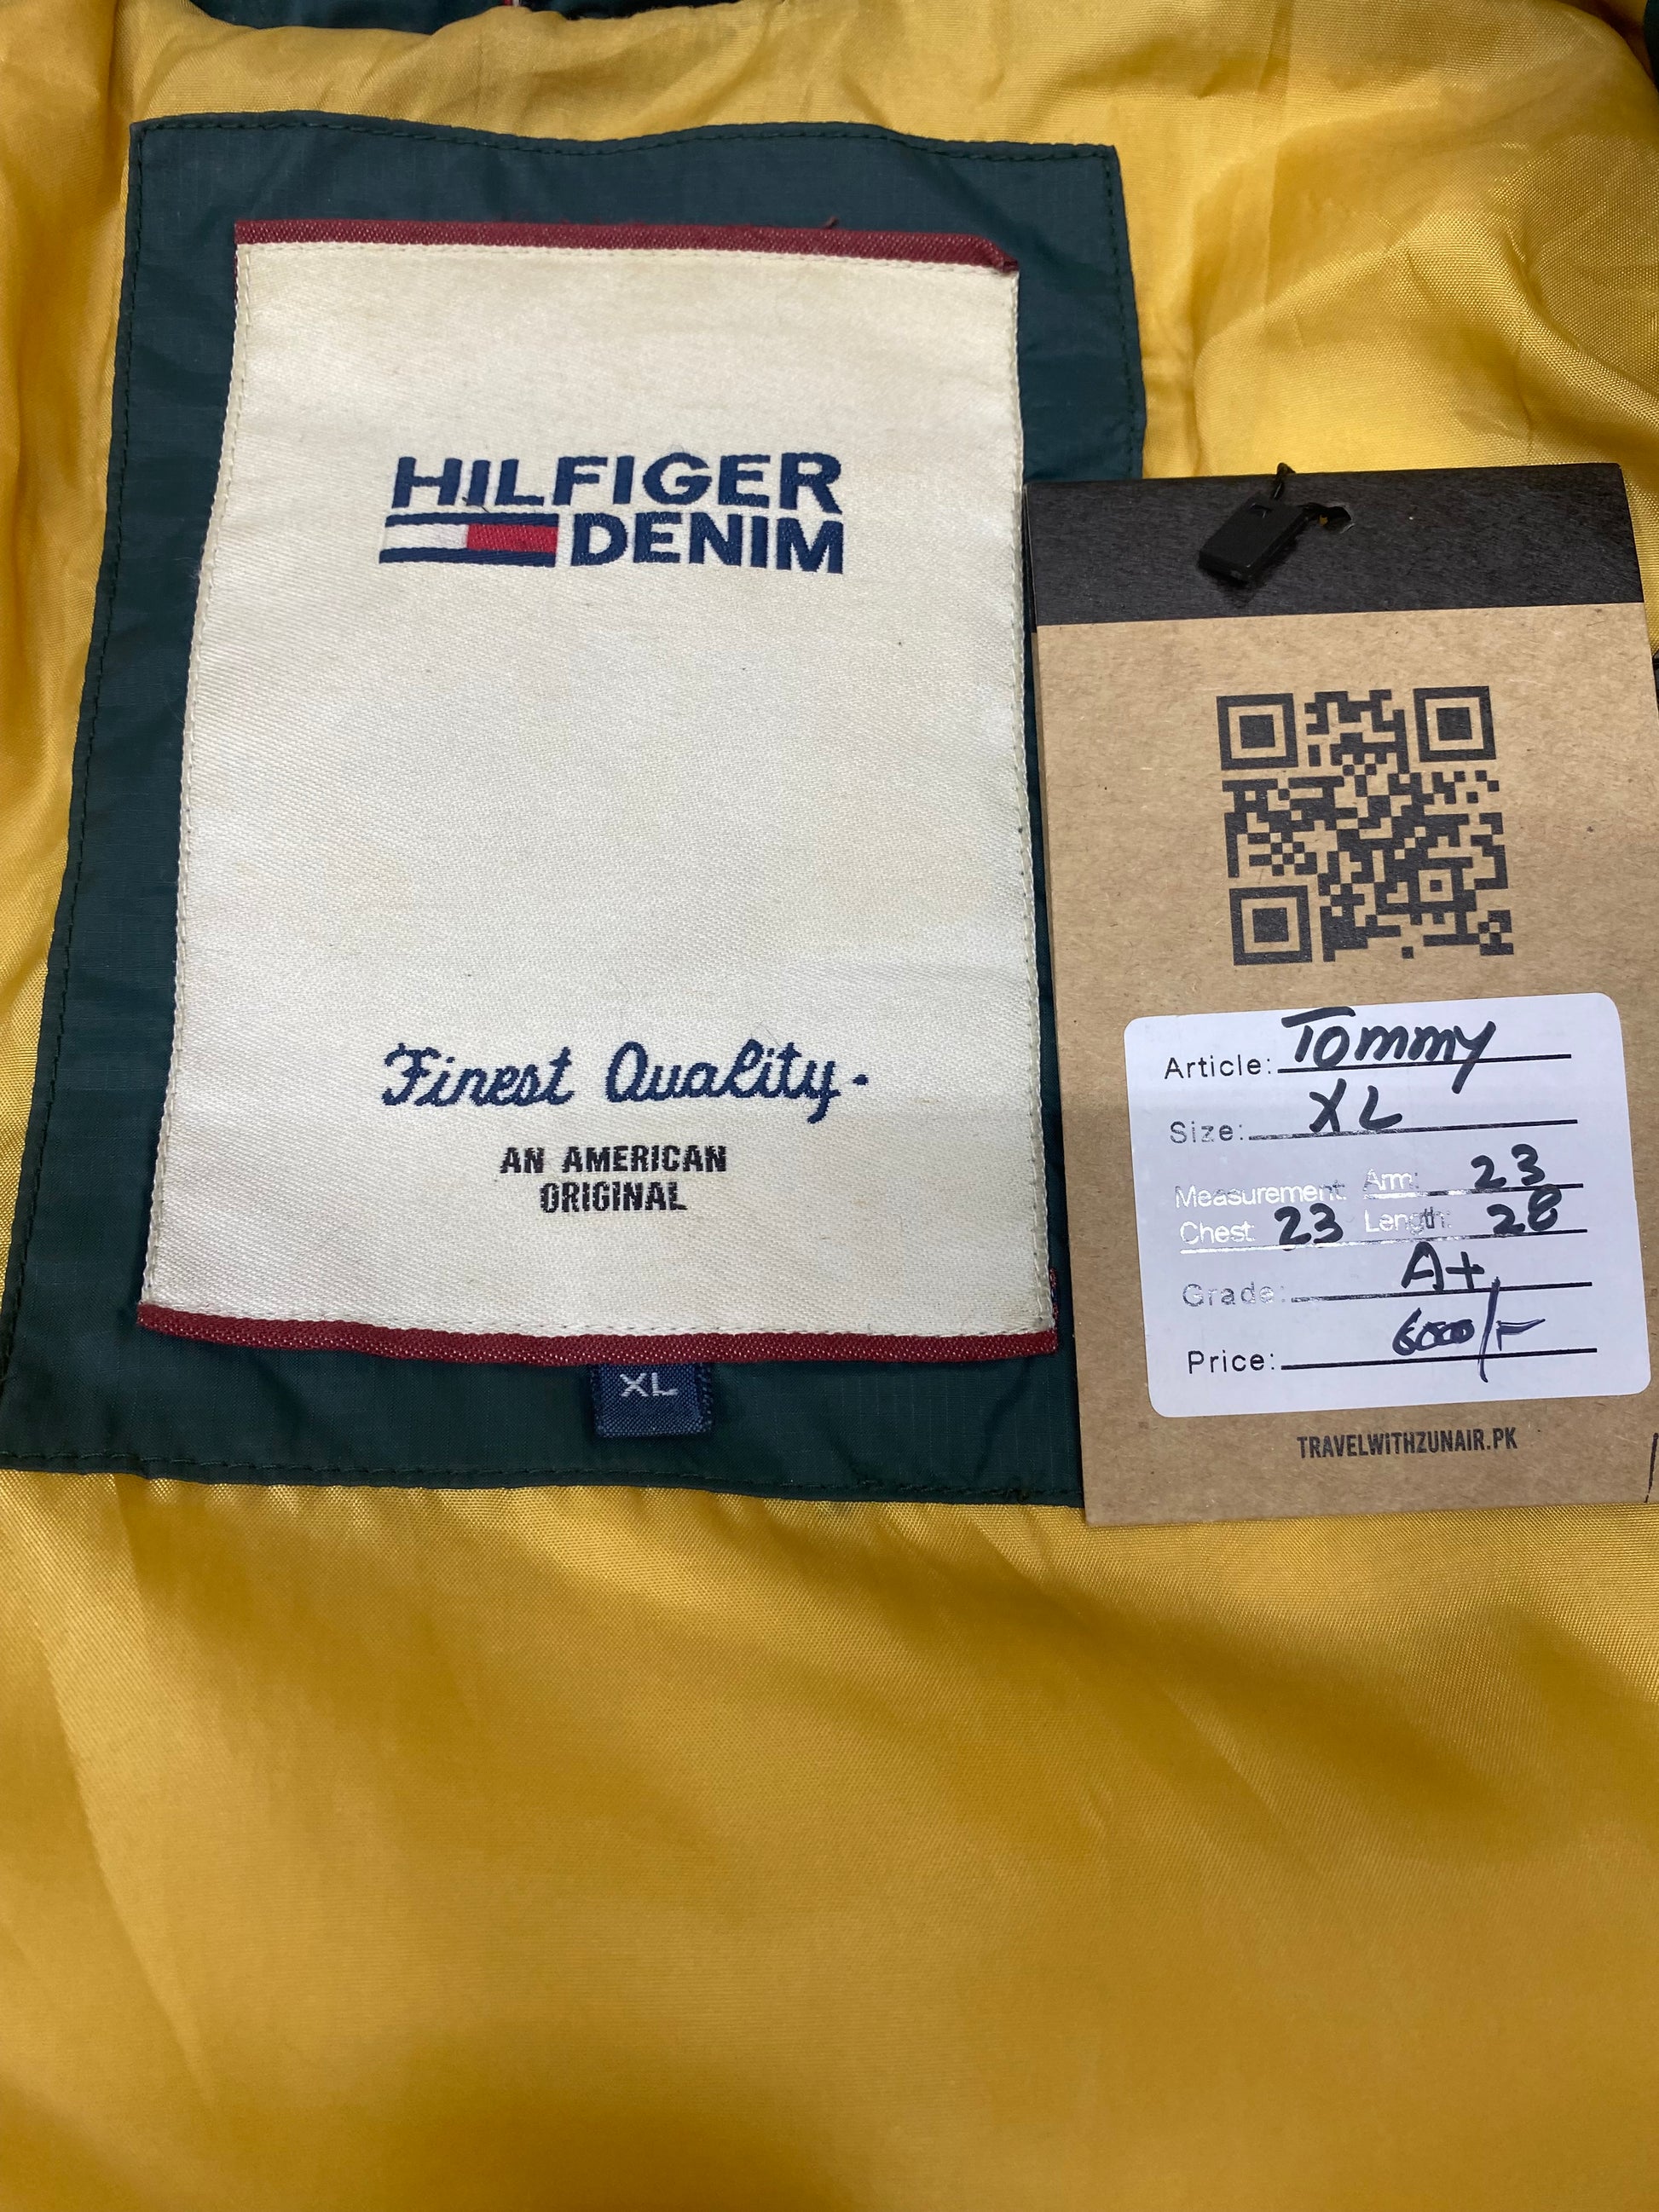 HILFIGER
DENIM
Finest Quality.
AN AMERICAN
ORIGINAL
XL
Article: Tommy
Size: XL
Measurement: Arm: 23
Chest: 23 Length: 28
Grade: A+
Price: 6000/-
TRAVELWiTHZUNAIR.PK